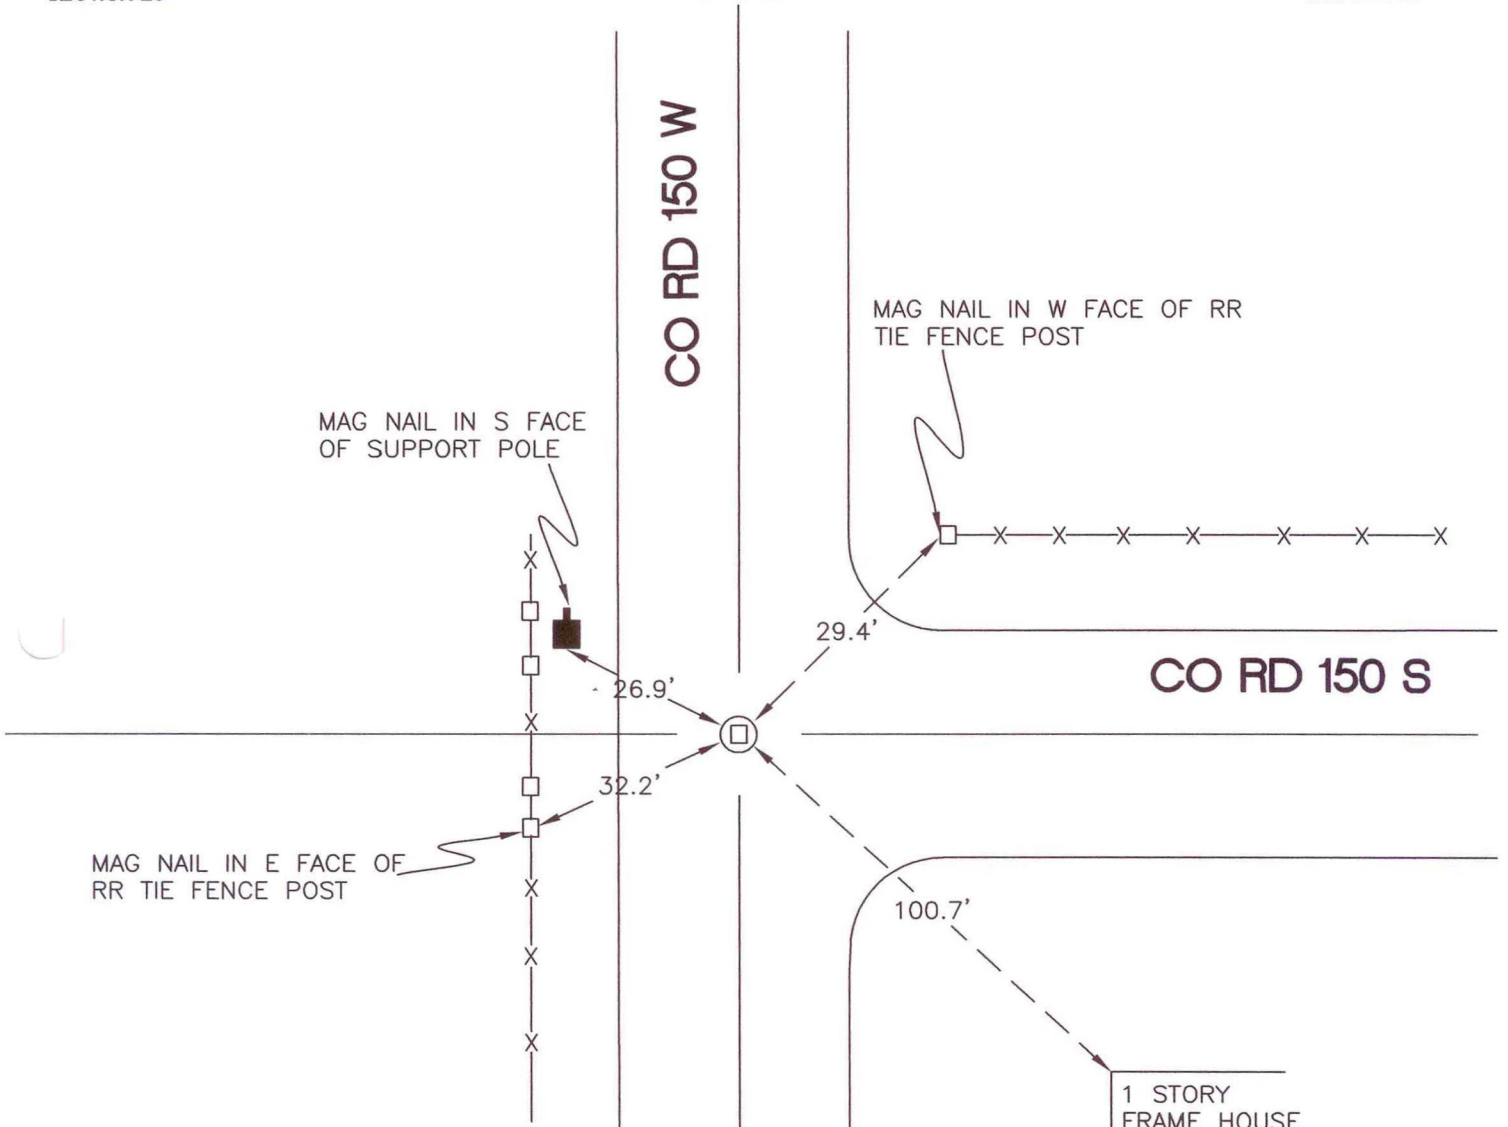 CO RD 150 W
MAG NAIL IN W FACE OF RR
TIE FENCE POST
MAG NAIL IN S FACE
OF SUPPORT POLE
29.4'
CO RD 150 S
26.9'
32.2'
MAG NAIL IN E FACE OF
RR TIE FENCE POST
100.7'
1 STORY
FRAME HOUSE